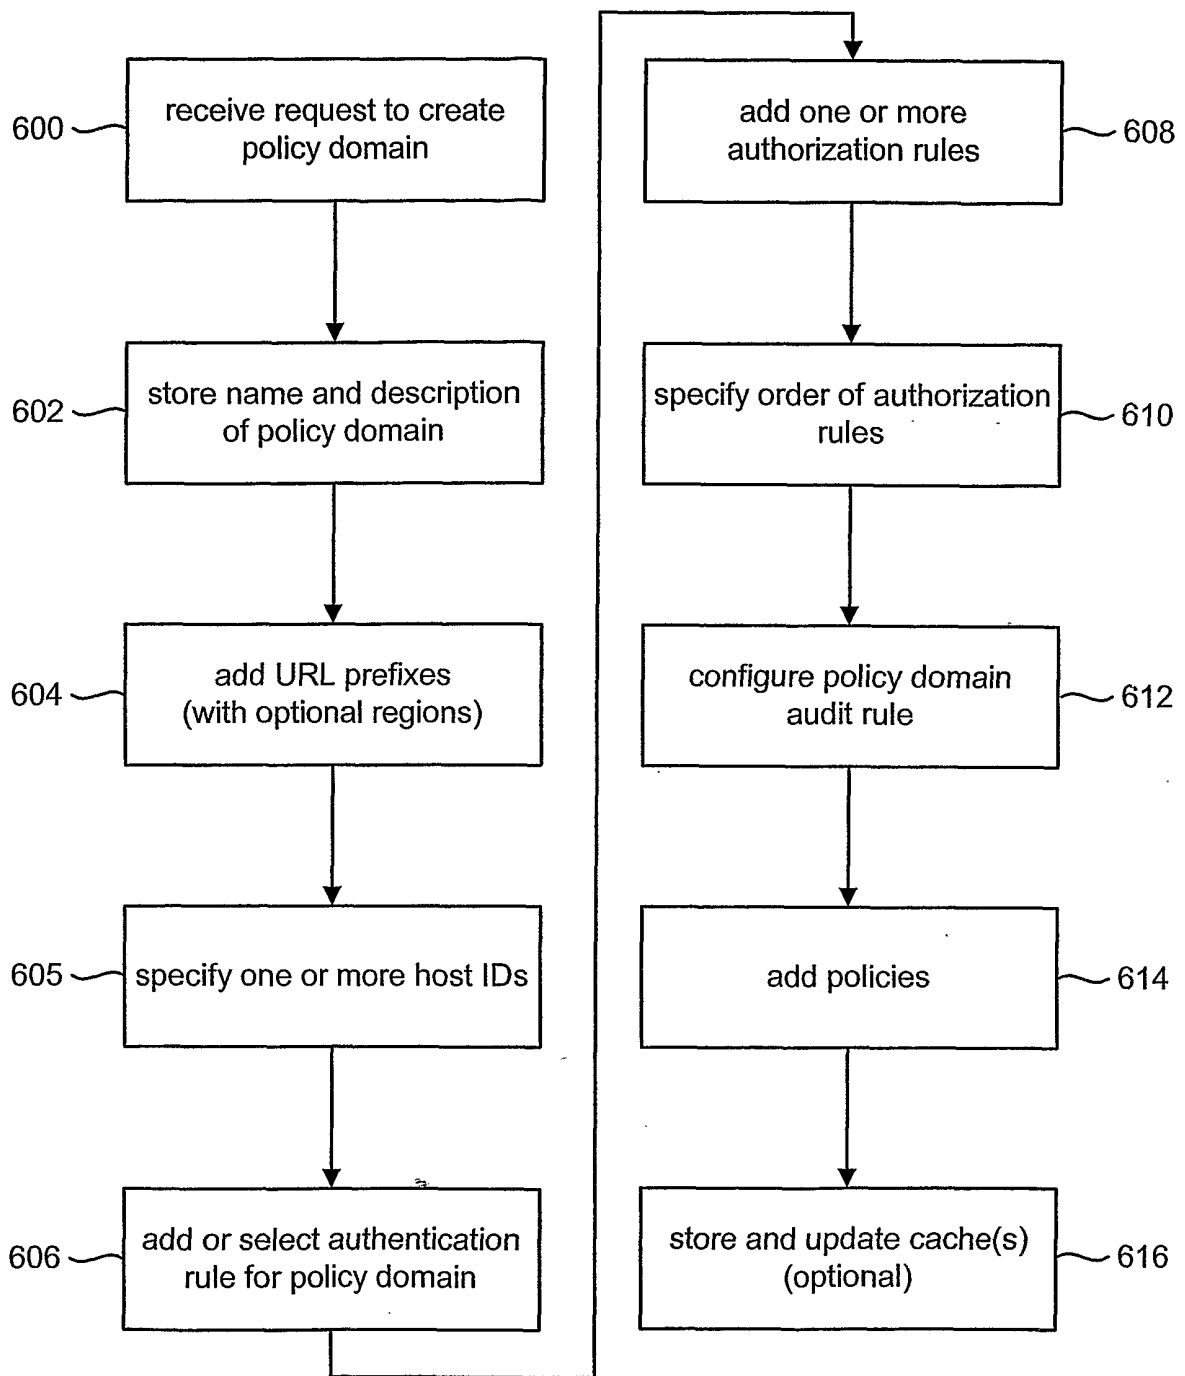 600
receive request to create
policy domain
602
store name and description
of policy domain
604
add URL prefixes
(with optional regions)
605
specify one or more host IDs
606
add or select authentication
rule for policy domain
add one or more
authorization rules
608
specify order of authorization
rules
610
configure policy domain
audit rule
612
add policies
614
store and update cache(s)
(optional)
616